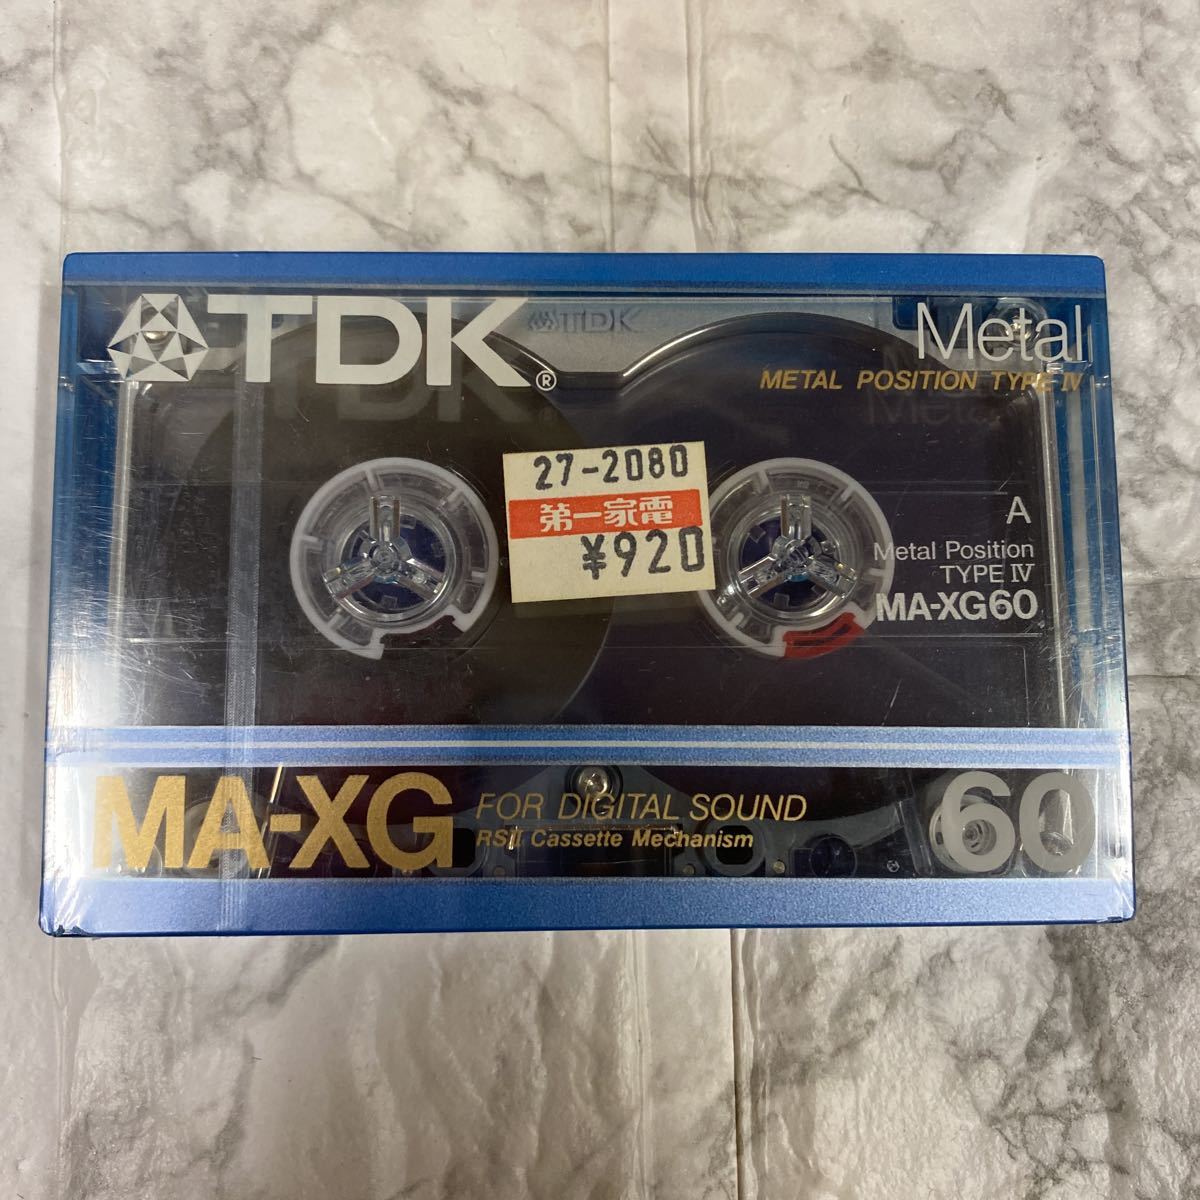 TDK®
TDK
Metal
METAL POSITION TYPE IV
Metal
27-2080
第一家電
¥920
A
Metal Position
TYPE IV
MA-XG60
MA-XG
FOR DIGITAL SOUND
RSII Cassette Mechanism
60